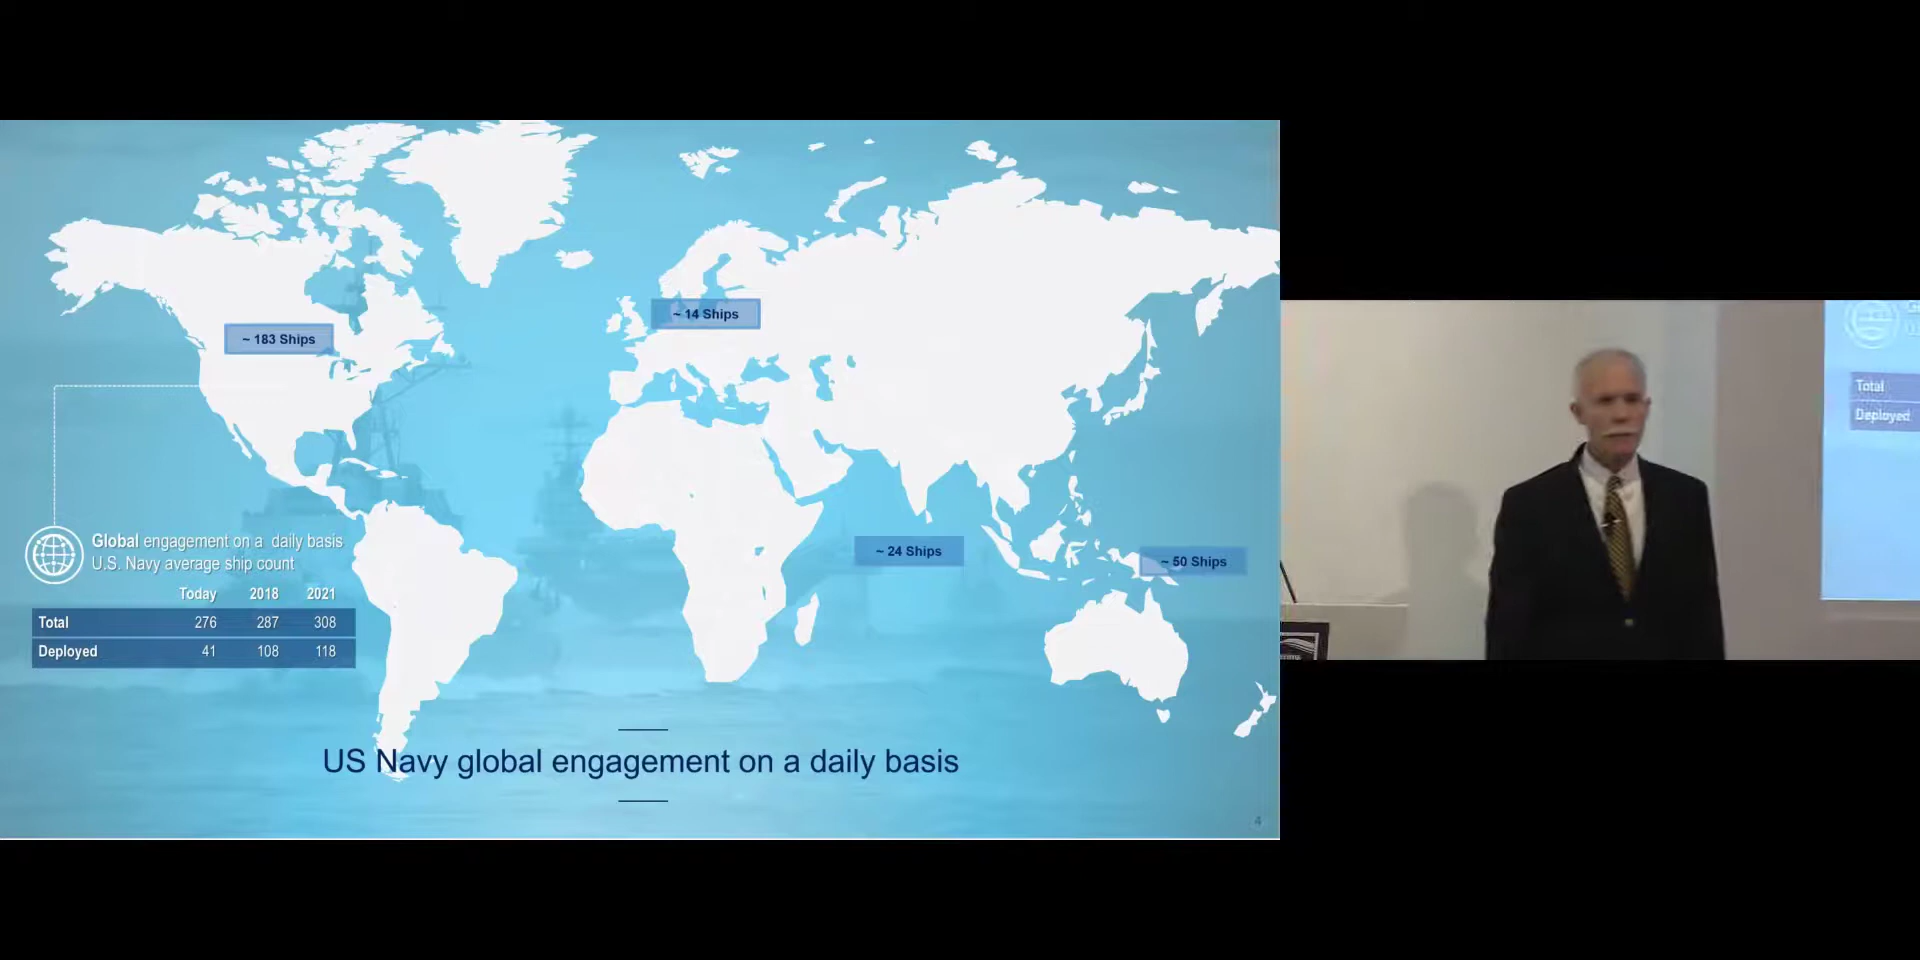 ~ 14 Ships
~ 183 Ships
~ 24 Ships
~ 50 Ships
Global engagement on a daily basis
U.S. Navy average ship count
Today 2018 2021
Total 276 287 308
Deployed 41 108 118
US Navy global engagement on a daily basis
4
Total
Deployed